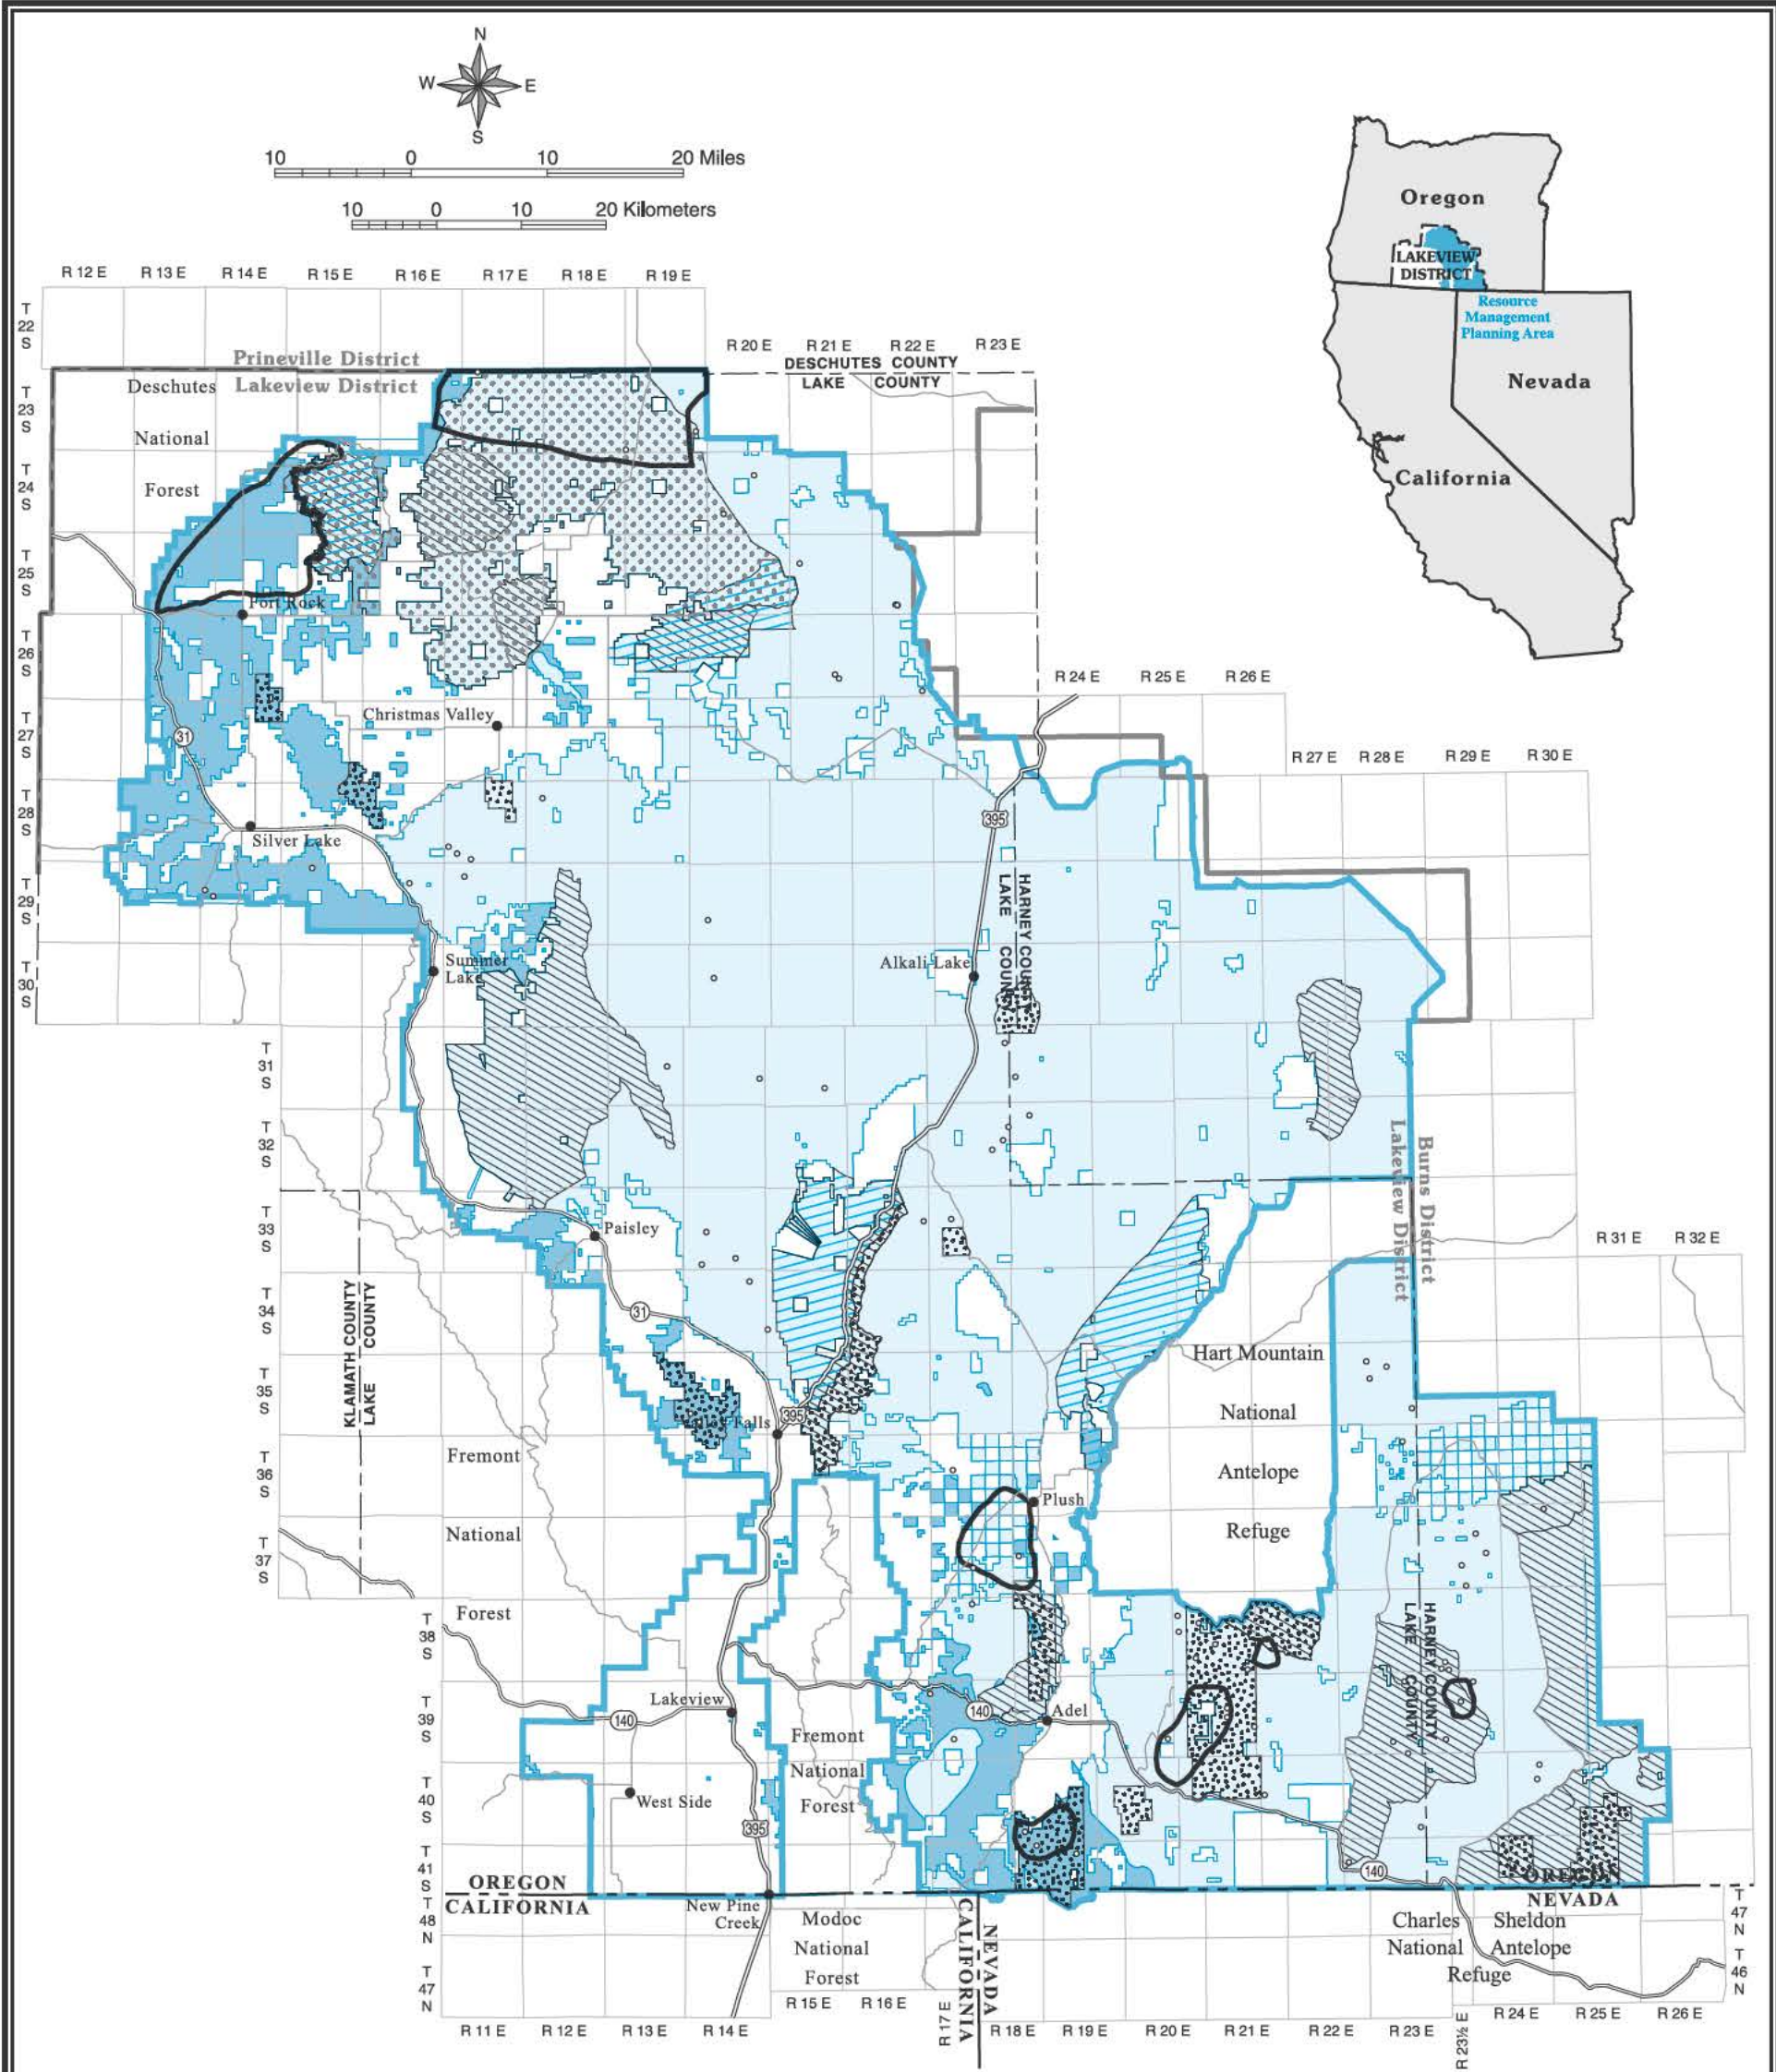 N
W E
S
10 0 10 20 Miles
10 0 10 20 Kilometers
Oregon
LAKEVIEW
DISTRICT
Resource
Management
Planning Area
Nevada
California
R 12 E R 13 E R 14 E R 15 E R 16 E R 17 E R 18 E R 19 E
T
22
S
R 20 E R 21 E R 22 E R 23 E
Prineville District
Lakeview District
DESCHUTES COUNTY
LAKE COUNTY
T
23
S
Deschutes
National
Forest
T
24
S
T
25
S
Fort Rock
T
26
S
R 24 E R 25 E R 26 E
Christmas Valley
T
27
S
31
R 27 E R 28 E R 29 E R 30 E
T
28
S
Silver Lake
395
T
29
S
HARNEY COUNTY
LAKE COUNTY
T
30
S
Summer
Lake
Alkali Lake
T
31
S
T
32
S
Lakeview District
Burns District
T
33
S
Paisley
R 31 E R 32 E
KLAMATH COUNTY
LAKE COUNTY
T
34
S
31
Hart Mountain
National
Antelope
Refuge
T
35
S
Valley Falls
395
T
36
S
Fremont
National
Forest
Plush
T
37
S
T
38
S
HARNEY COUNTY
LAKE COUNTY
T
39
S
Lakeview
140
140
Adel
Fremont
National
Forest
T
40
S
West Side
395
T
41
S
140
OREGON
CALIFORNIA
OREGON
NEVADA
T
48
N
New Pine
Creek
Modoc
National
Forest
CALIFORNIA
NEVADA
Charles Sheldon
National Antelope
Refuge
T
47
N
T
46
N
T
47
N
R 15 E R 16 E
R 17 E
R 11 E R 12 E R 13 E R 14 E
R 18 E R 19 E R 20 E R 21 E R 22 E R 23 E
R 23½ E
R 24 E R 25 E R 26 E